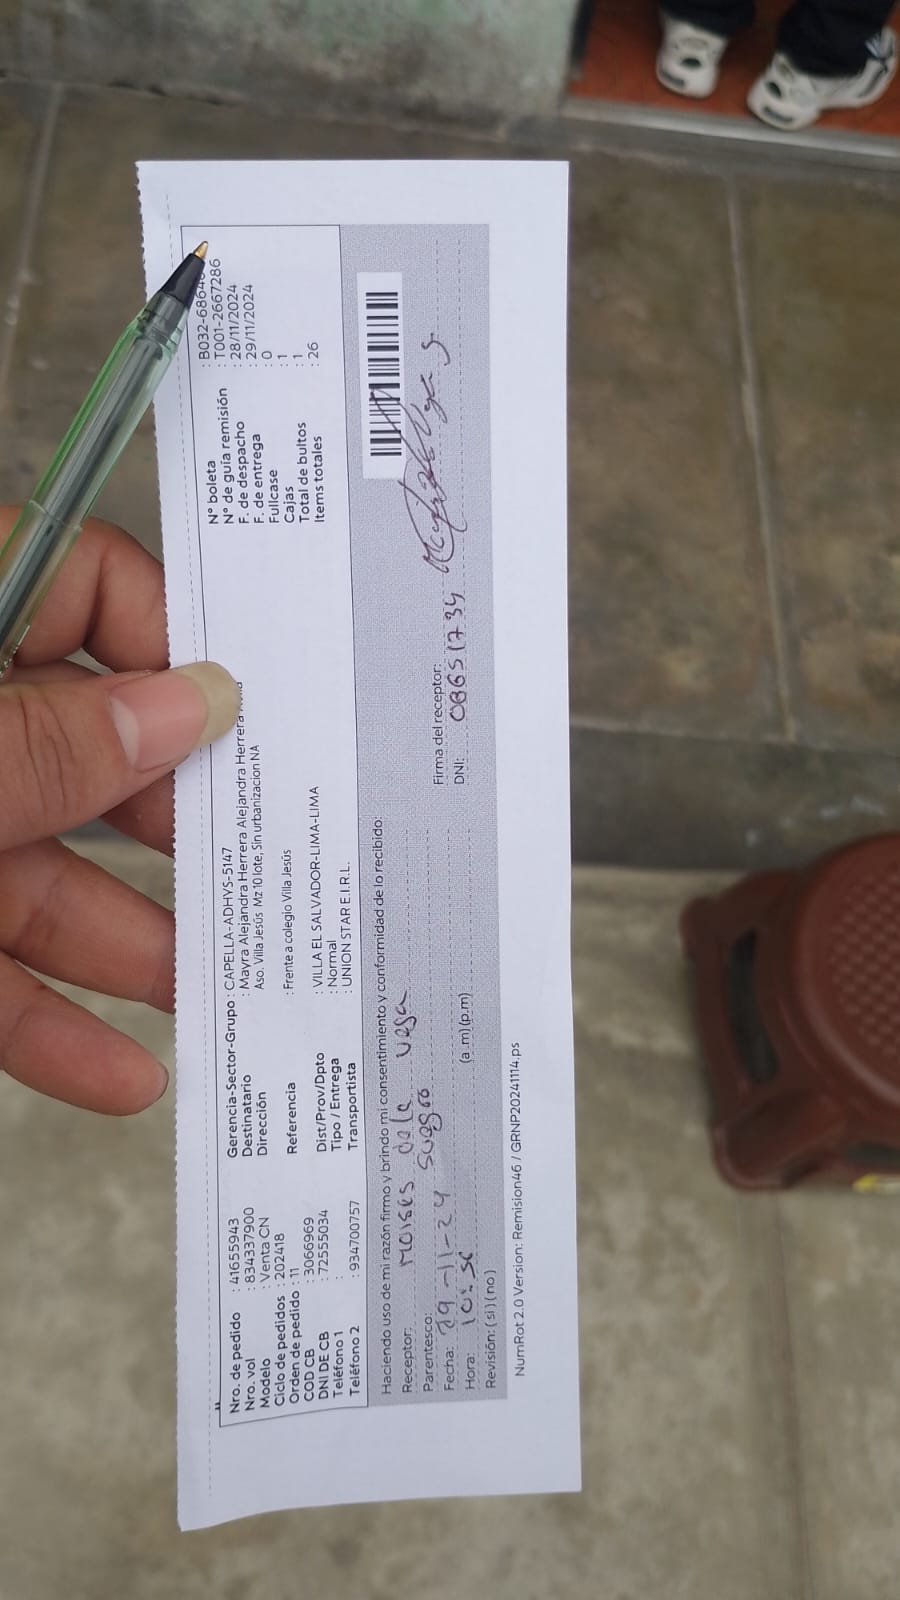 Nro. de pedido : 41655943
Nro. vol : 834337900
Modelo : Venta CN
Ciclo de pedidos : 202418
Orden de pedido : 11
COD CB : 3066969
DNI DE CB : 72555034
Teléfono 1 :
Teléfono 2 : 934700757
Gerencia-Sector-Grupo : CAPELLA-ADHVS-5147
Destinatario : Mayra Alejandra Herrera Alejandra Herrera
Dirección Aso. Villa Jesús Mz 10 lote, Sin urbanizacion NA
Referencia : Frente a colegio Villa Jesús
Dist/Prov/Dpto : VILLA EL SALVADOR-LIMA-LIMA
Tipo / Entrega : Normal
Transportista : UNION STAR E.I.R.L.
N° boleta : B032-6864
N° de guía remisión : T001-2667286
F. de despacho : 28/11/2024
F. de entrega : 29/11/2024
Fullcase : 0
Cajas : 1
Total de bultos : 1
Items totales : 26
Haciendo uso de mi razón firmo y brindo mi consentimiento y conformidad de lo recibido:
Receptor: Moises de la Vega
Parentesco: Suegro
Fecha: 29-11-24
Hora: (a.m)(p.m)
Revisión: (si) (no)
Firma del receptor:
DNI: 08651734
NumRot 2.0 Version: Remision46 / GRNP20241114.ps